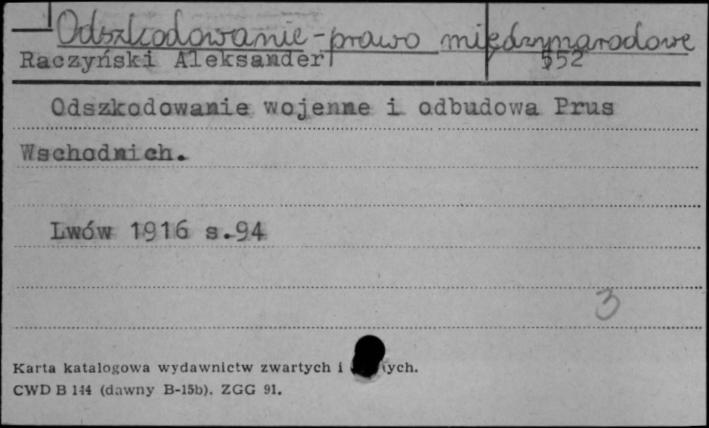 Odszkodowanie - prawo międzynarodowe
Raczyński Aleksander 552
Odszkodowanie wojenne i odbudowa Prus
Wschodnich.
Lwów 1916 s.94
3
Karta katalogowa wydawnictw zwartych i
CWD B 144 (dawny B-15b). ZGG 91.